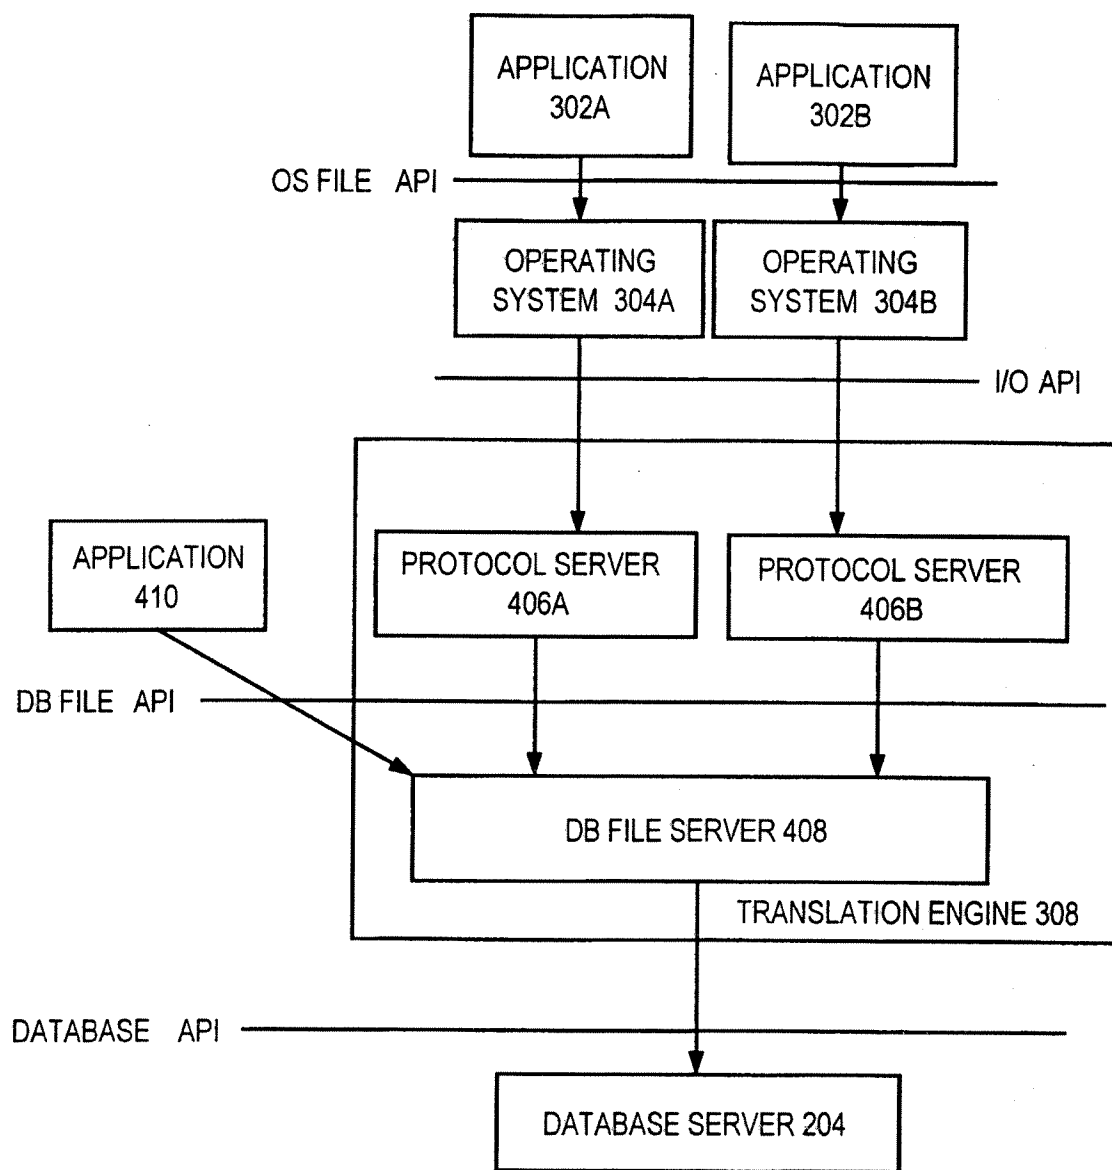 APPLICATION
302A
APPLICATION
302B
OS FILE API
OPERATING
SYSTEM 304A
OPERATING
SYSTEM 304B
I/O API
APPLICATION
410
PROTOCOL SERVER
406A
PROTOCOL SERVER
406B
DB FILE API
DB FILE SERVER 408
TRANSLATION ENGINE 308
DATABASE API
DATABASE SERVER 204